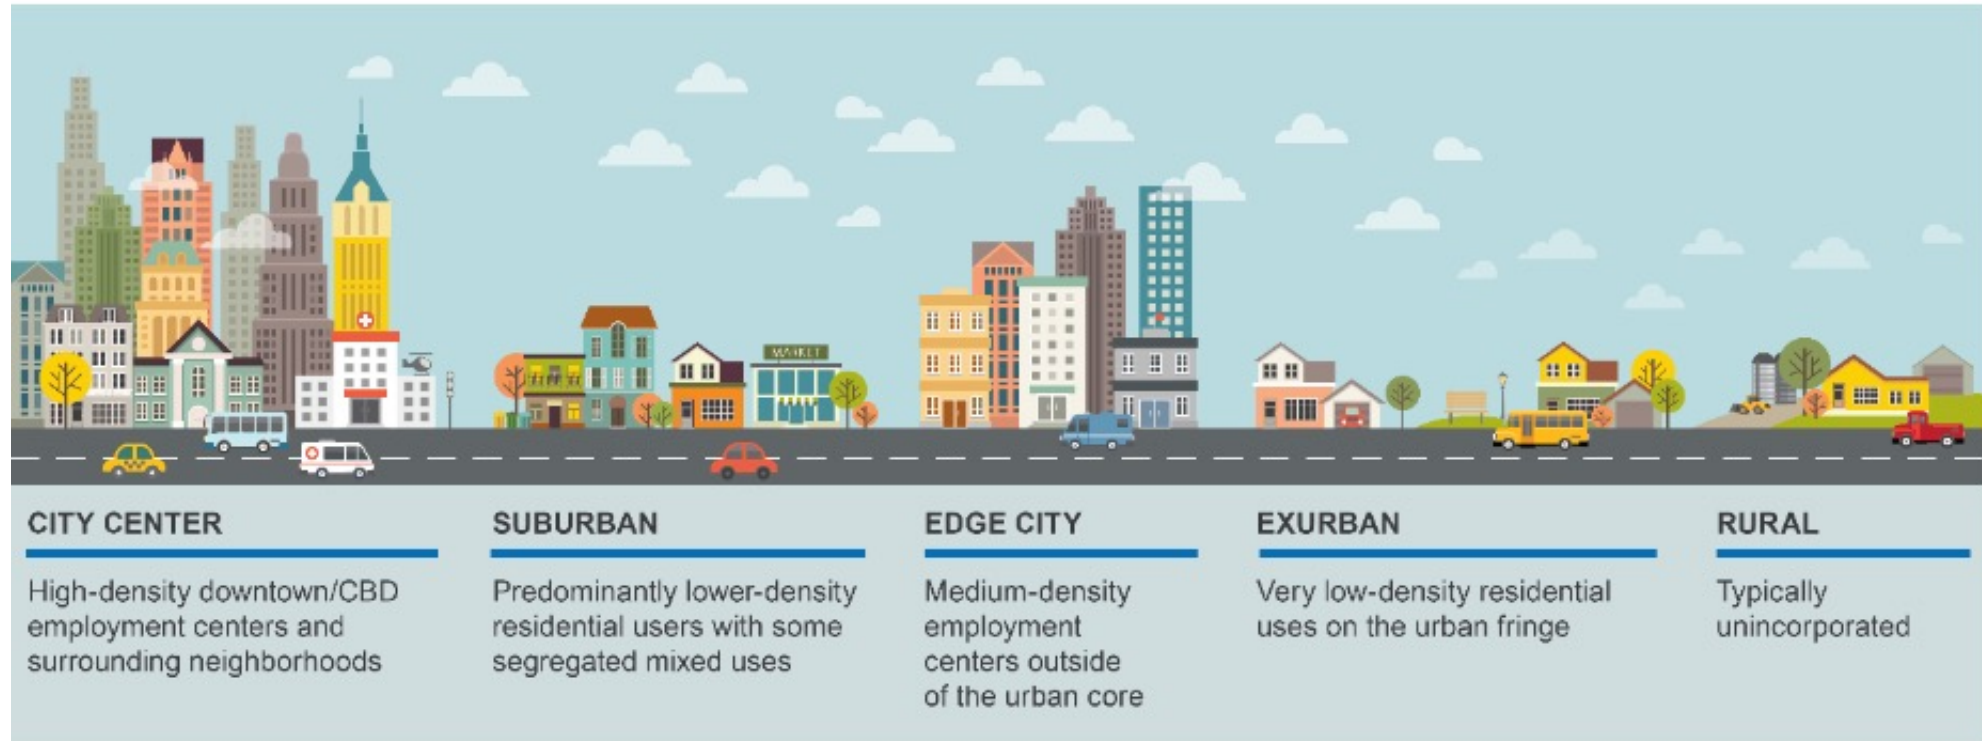 MARKET
CITY CENTER
High-density downtown/CBD
employment centers and
surrounding neighborhoods
SUBURBAN
Predominantly lower-density
residential users with some
segregated mixed uses
EDGE CITY
Medium-density
employment
centers outside
of the urban core
EXURBAN
Very low-density residential
uses on the urban fringe
RURAL
Typically
unincorporated